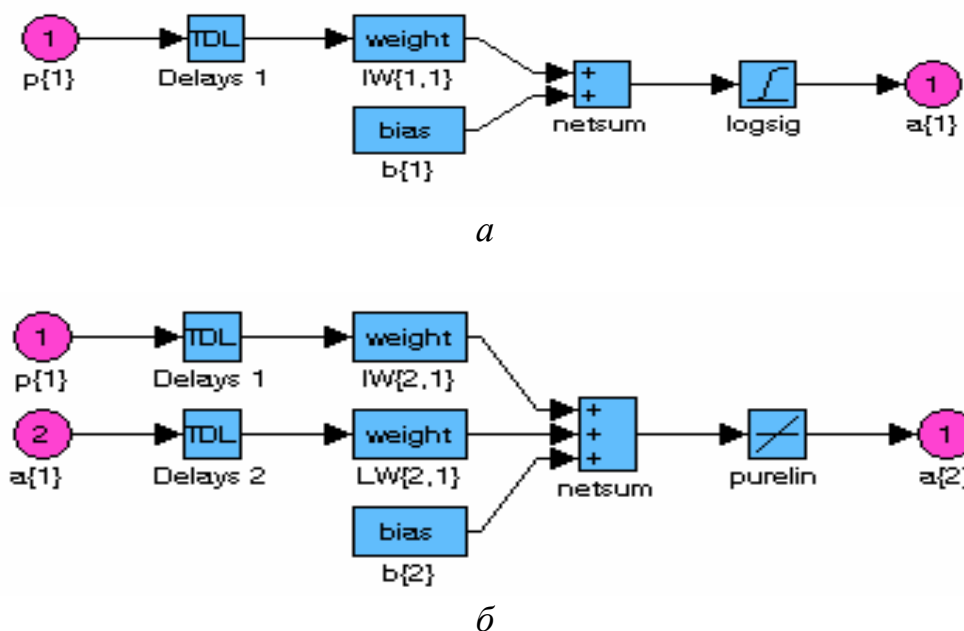 1 TDL weight
p{1} Delays 1 IW{1,1} + + 1
bias netsum logsig a{1}
b{1}
а
1 TDL weight
p{1} Delays 1 IW{2,1} +
2 TDL weight + 1
a{1} Delays 2 LW{2,1} + netsum purelin a{2}
bias
b{2}
б